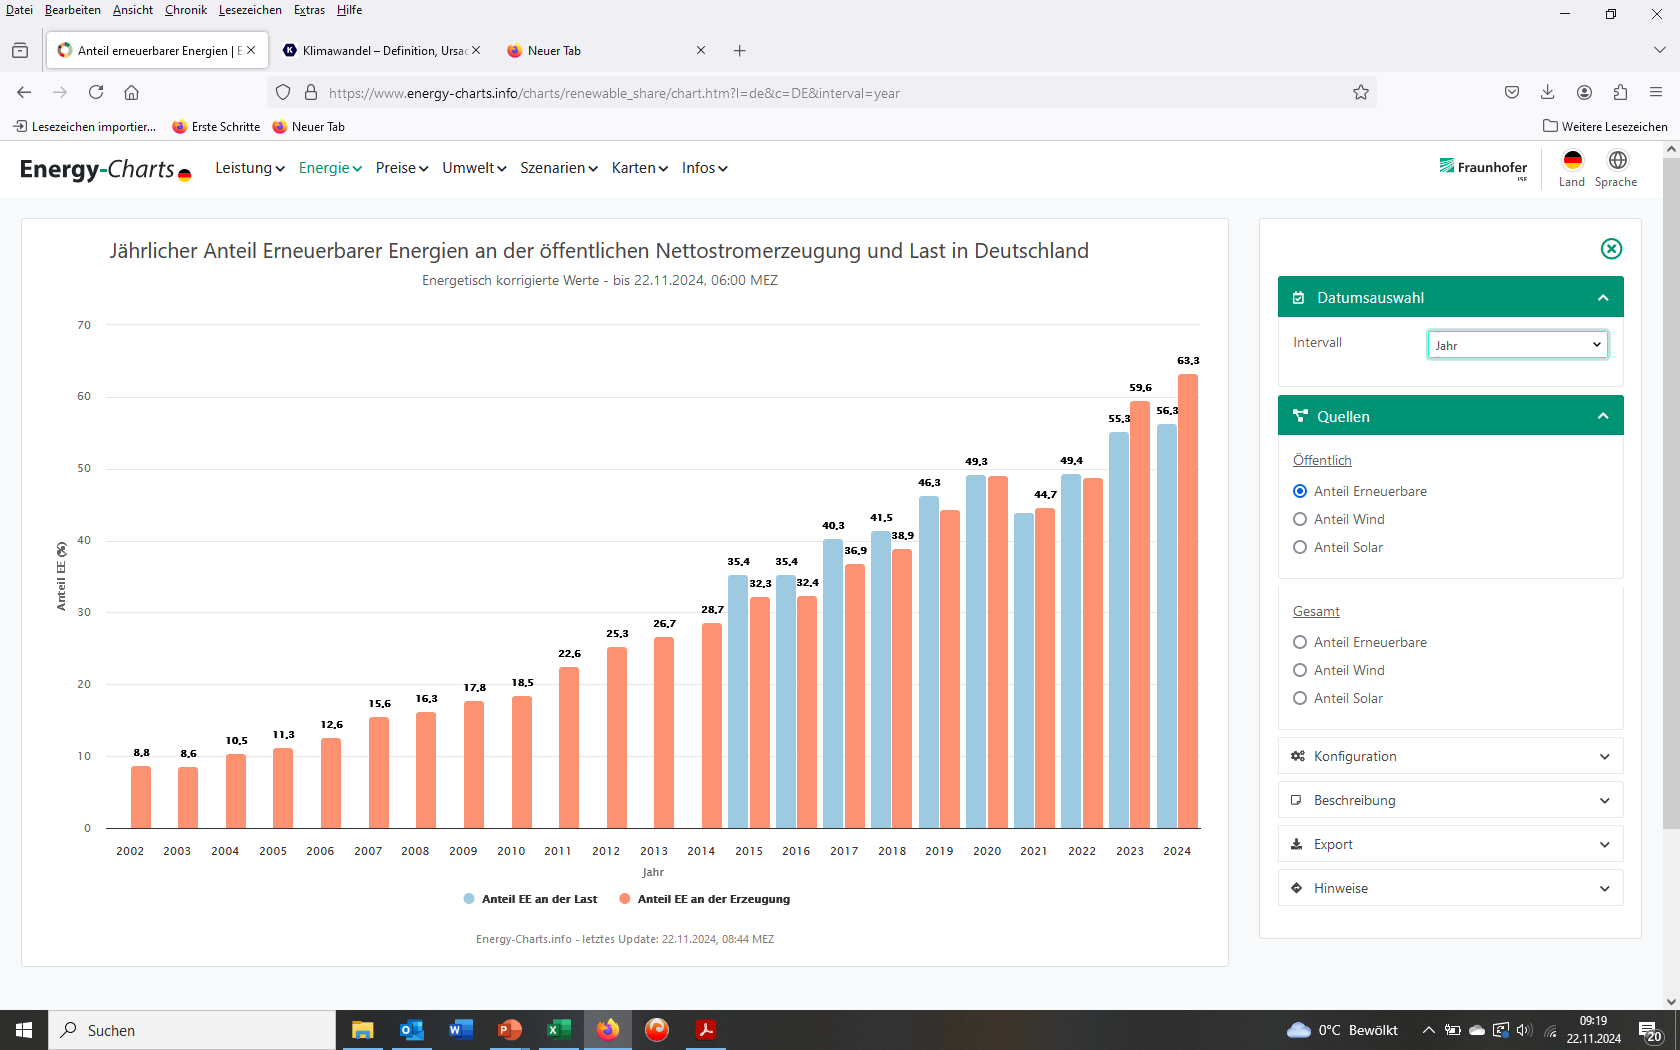 Datei Bearbeiten Ansicht Chronik Lesezeichen Extras Hilfe
Anteil erneuerbarer Energien | E
Klimawandel – Definition, Ursac
Neuer Tab
https://www.energy-charts.info/charts/renewable_share/chart.htm?l=de&c=DE&interval=year
Lesezeichen importier... Erste Schritte Neuer Tab Weitere Lesezeichen
Energy-Charts Leistung Energie Preise Umwelt Szenarien Karten Infos
Fraunhofer
ISE
Land Sprache
Jährlicher Anteil Erneuerbarer Energien an der öffentlichen Nettostromerzeugung und Last in Deutschland
Energetisch korrigierte Werte - bis 22.11.2024, 06:00 MEZ
Anteil EE (%)
70
60
50
40
30
20
10
0
8.8
8.6
10.5
11.3
12.6
15.6
16.3
17.8
18.5
22.6
25.3
26.7
28.7
35.4
32.3
35.4
32.4
40.3
36.9
41.5
38.9
46.3
49.3
44.7
49.4
55.3
59.6
56.3
63.3
2002 2003 2004 2005 2006 2007 2008 2009 2010 2011 2012 2013 2014 2015 2016 2017 2018 2019 2020 2021 2022 2023 2024
Jahr
Anteil EE an der Last Anteil EE an der Erzeugung
Energy-Charts.info - letztes Update: 22.11.2024, 08:44 MEZ
Datumsauswahl
Intervall Jahr
Quellen
Öffentlich
Anteil Erneuerbare
Anteil Wind
Anteil Solar
Gesamt
Anteil Erneuerbare
Anteil Wind
Anteil Solar
Konfiguration
Beschreibung
Export
Hinweise
Suchen
0°C Bewölkt
09:19
22.11.2024
20